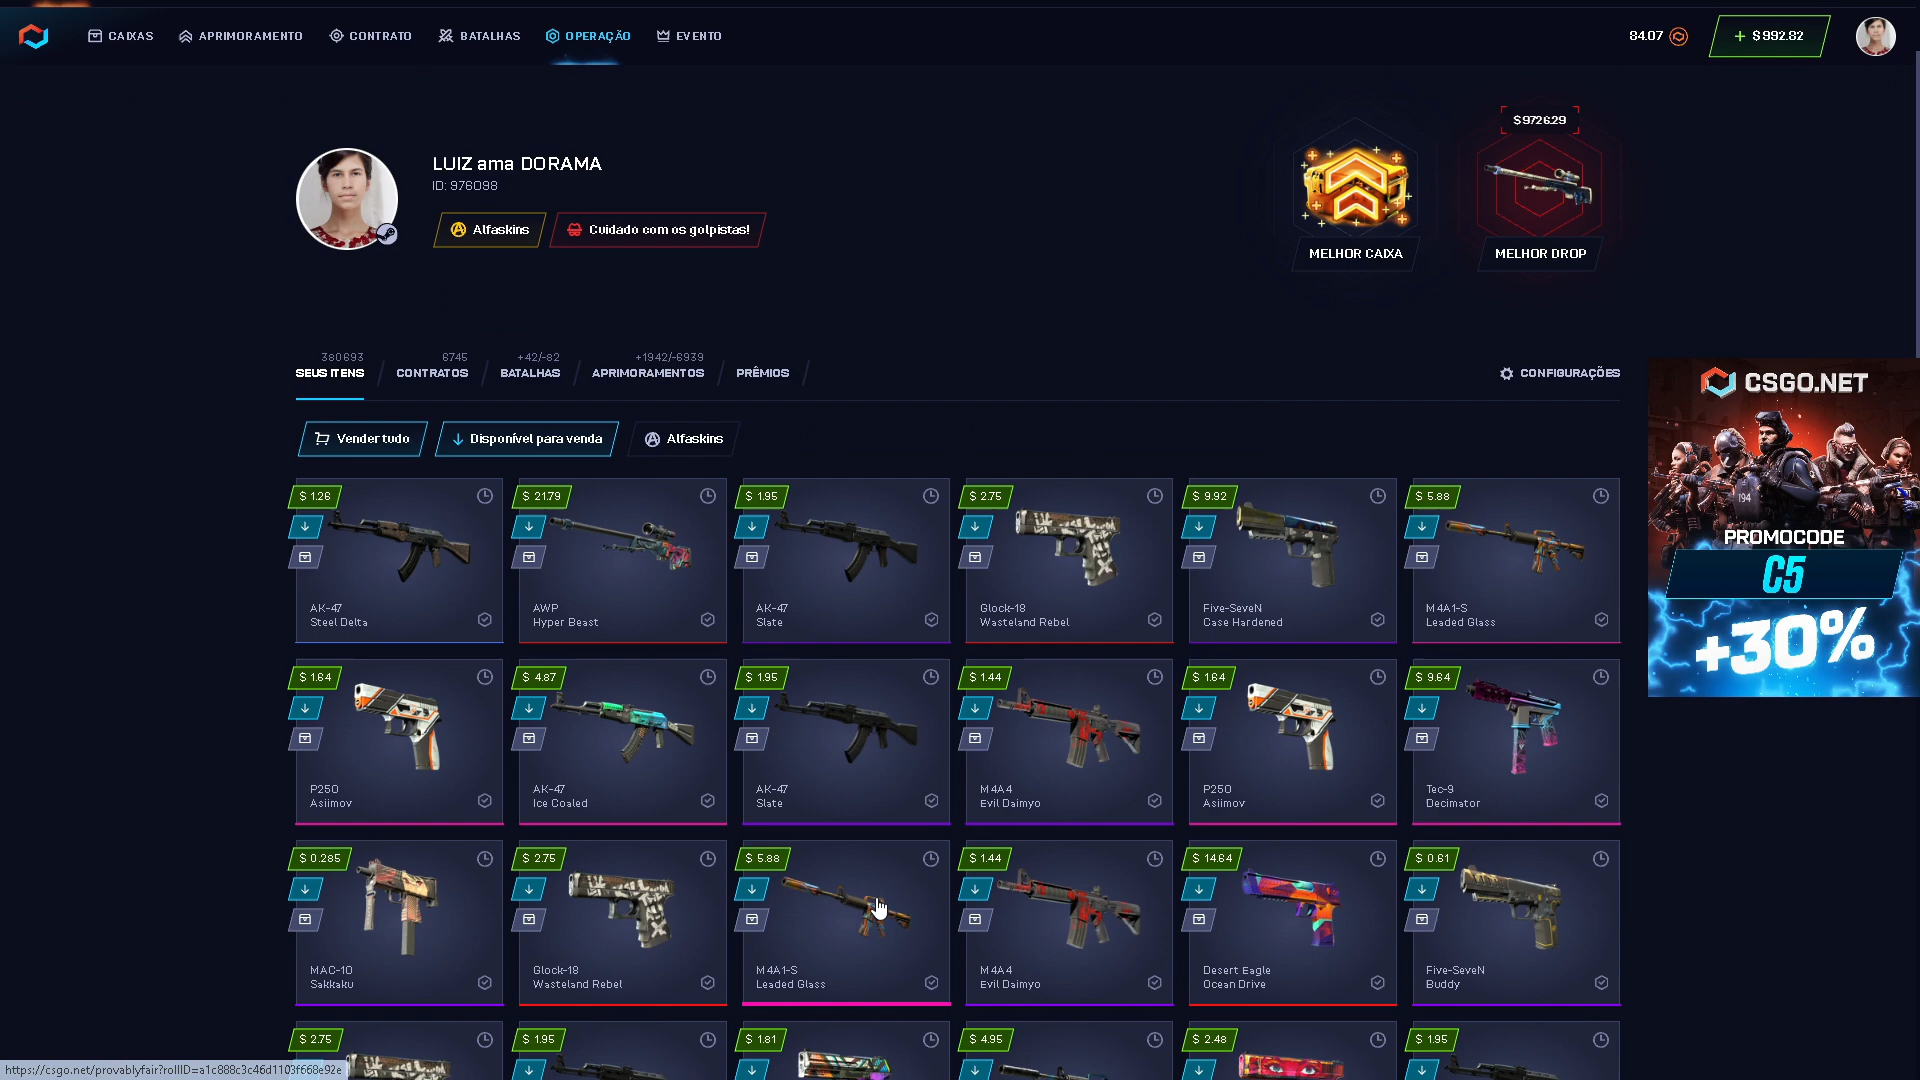 CAIXAS
APRIMORAMENTO
CONTRATO
BATALHAS
OPERAÇÃO
EVENTO
84.07
+ $ 992.82
LUIZ ama DORAMA
ID: 976098
Alfaskins
Cuidado com os golpistas!
MELHOR CAIXA
$9726.29
MELHOR DROP
380693
SEUS ITENS
6745
CONTRATOS
+42/-82
BATALHAS
+1942/-6939
APRIMORAMENTOS
PRÊMIOS
CONFIGURAÇÕES
Vender tudo
Disponível para venda
Alfaskins
$ 1.26
AK-47
Steel Delta
$ 21.79
AWP
Hyper Beast
$ 1.95
AK-47
Slate
$ 2.75
Glock-18
Wasteland Rebel
$ 9.92
Five-SeveN
Case Hardened
$ 5.88
M4A1-S
Leaded Glass
$ 1.64
P250
Asiimov
$ 4.87
AK-47
Ice Coaled
$ 1.95
AK-47
Slate
$ 1.44
M4A4
Evil Daimyo
$ 1.64
P250
Asiimov
$ 9.64
Tec-9
Decimator
$ 0.285
MAC-10
Sakkaku
$ 2.75
Glock-18
Wasteland Rebel
$ 5.88
M4A1-S
Leaded Glass
$ 1.44
M4A4
Evil Daimyo
$ 14.64
Desert Eagle
Ocean Drive
$ 0.61
Five-SeveN
Buddy
$ 2.75
$ 1.95
$ 1.81
$ 4.95
$ 2.48
$ 1.95
CSGO.NET
194
PROMOCODE
C5
+30%
https://csgo.net/provablyfair?rollID=a1c888c3c46d1103f668e92e